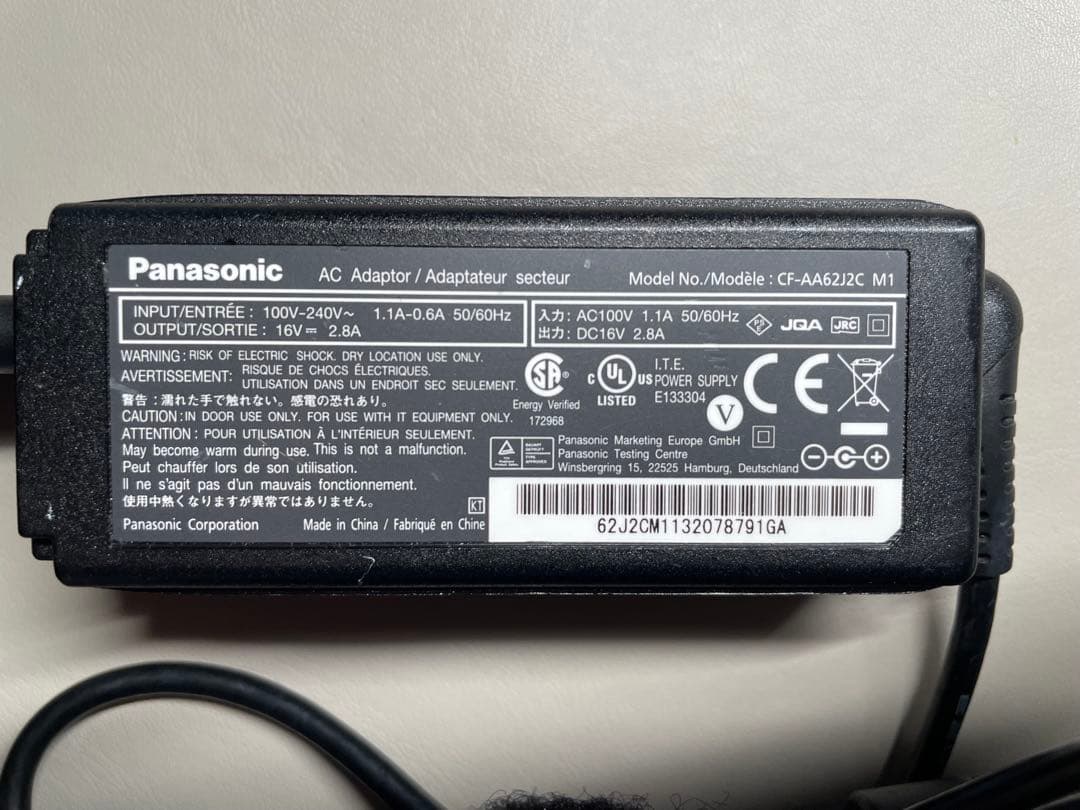 Panasonic AC Adaptor / Adaptateur secteur Model No./Modèle : CF-AA62J2C M1
INPUT/ENTRÉE : 100V-240V~ 1.1A-0.6A 50/60Hz
OUTPUT/SORTIE : 16V⎓ 2.8A
入力: AC100V 1.1A 50/60HZ
出力: DC16V 2.8A
PSE
JQA
JRC
WARNING: RISK OF ELECTRIC SHOCK. DRY LOCATION USE ONLY.
AVERTISSEMENT: RISQUE DE CHOCS ÉLECTRIQUES.
UTILISATION DANS UN ENDROIT SEC SEULEMENT.
警告 : 濡れた手で触れない。感電の恐れあり。
CAUTION: IN DOOR USE ONLY. FOR USE WITH IT EQUIPMENT ONLY.
ATTENTION : POUR UTILISATION À L'INTÉRIEUR SEULEMENT.
May become warm during use. This is not a malfunction.
Peut chauffer lors de son utilisation.
Il ne s'agit pas d'un mauvais fonctionnement.
使用中熱くなりますが異常ではありません。
Panasonic Corporation Made in China / Fabriqué en Chine
KT
SA®
Energy Verified
172968
C UL US
LISTED
I.T.E.
POWER SUPPLY
E133304
V
CE
Panasonic Marketing Europe GmbH
Panasonic Testing Centre
Winsbergring 15, 22525 Hamburg, Deutschland
62J2CM1132078791GA